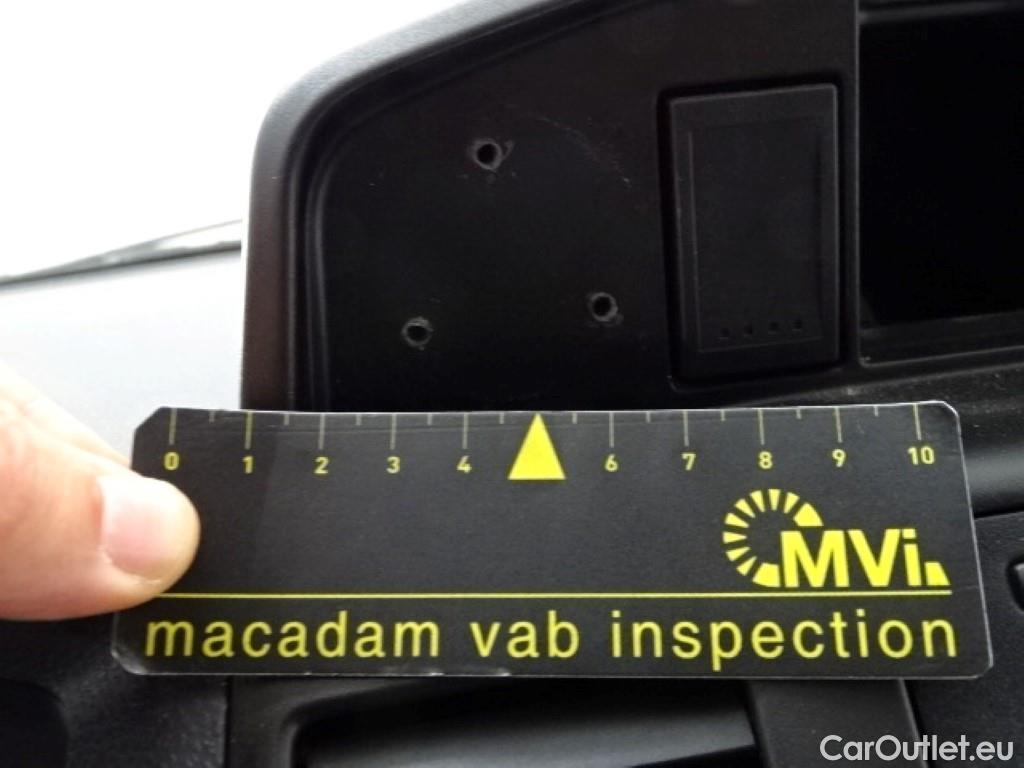 0 1 2 3 4 6 7 8 9 10
MVi
macadam vab inspection
CarOutlet.eu